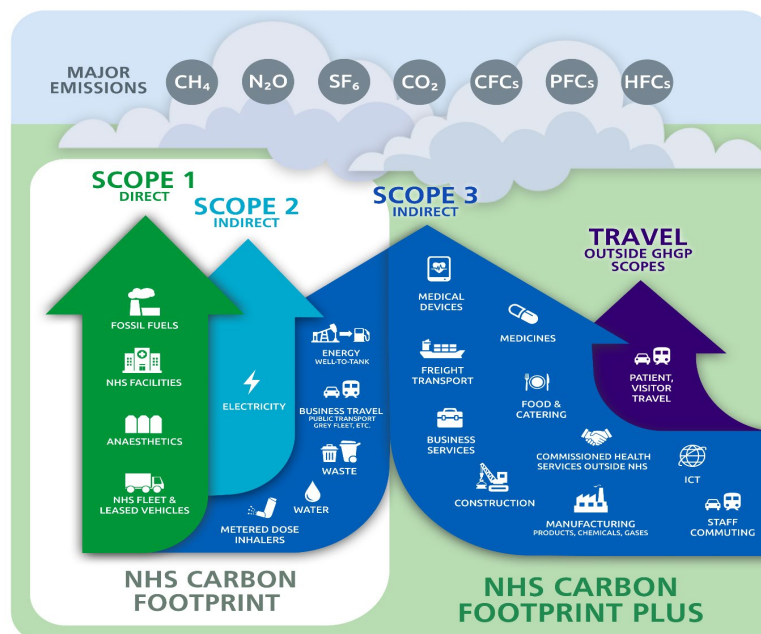 MAJOR
EMISSIONS
CH₄
N₂O
SF₆
CO₂
CFCs
PFCs
HFCs
SCOPE 1
DIRECT
SCOPE 2
INDIRECT
SCOPE 3
INDIRECT
TRAVEL
OUTSIDE GHGP
SCOPES
FOSSIL FUELS
NHS FACILITIES
ANAESTHETICS
NHS FLEET &
LEASED VEHICLES
ELECTRICITY
ENERGY
WELL-TO-TANK
BUSINESS TRAVEL
PUBLIC TRANSPORT
GREY FLEET, ETC.
WASTE
WATER
METERED DOSE
INHALERS
MEDICAL
DEVICES
MEDICINES
FREIGHT
TRANSPORT
FOOD &
CATERING
BUSINESS
SERVICES
COMMISSIONED HEALTH
SERVICES OUTSIDE NHS
CONSTRUCTION
MANUFACTURING
PRODUCTS, CHEMICALS, GASES
ICT
STAFF
COMMUTING
PATIENT,
VISITOR
TRAVEL
NHS CARBON
FOOTPRINT
NHS CARBON
FOOTPRINT PLUS